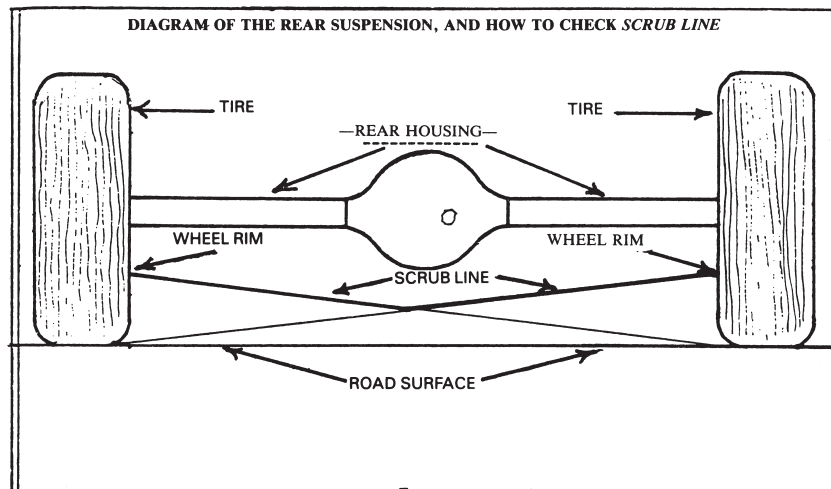 DIAGRAM OF THE REAR SUSPENSION, AND HOW TO CHECK SCRUB LINE
TIRE
TIRE
—REAR HOUSING—
WHEEL RIM
WHEEL RIM
SCRUB LINE
ROAD SURFACE